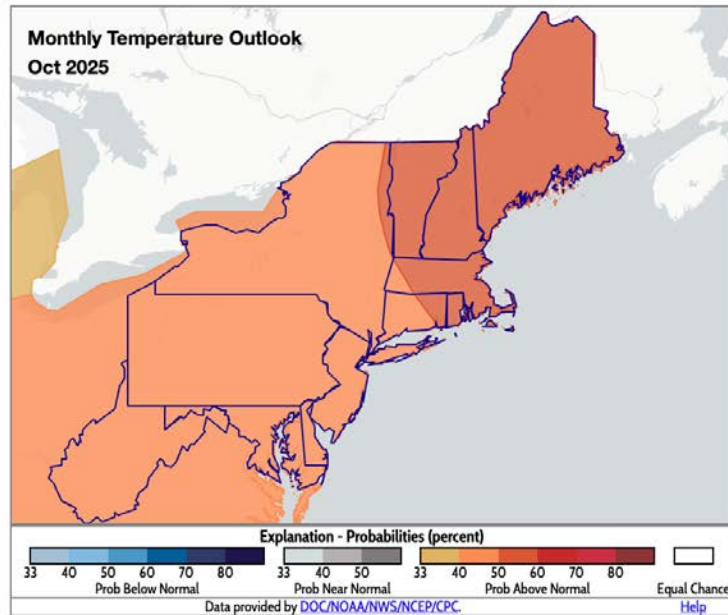 Monthly Temperature Outlook
Oct 2025
Explanation - Probabilities (percent)
33 40 50 60 70 80 33 40 50 33 40 50 60 70 80
Prob Below Normal Prob Near Normal Prob Above Normal Equal Chance
Data provided by DOC/NOAA/NWS/NCEP/CPC. Help